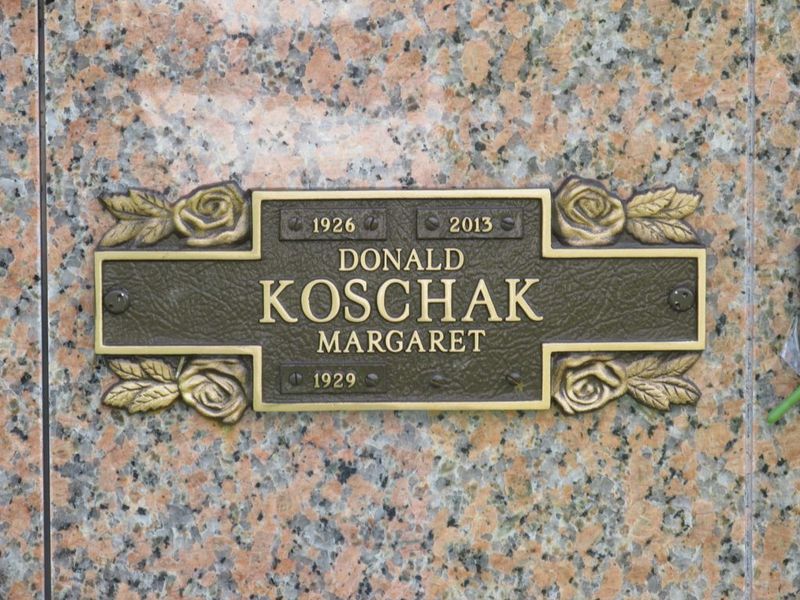 1926 2013
DONALD
KOSCHAK
MARGARET
1929